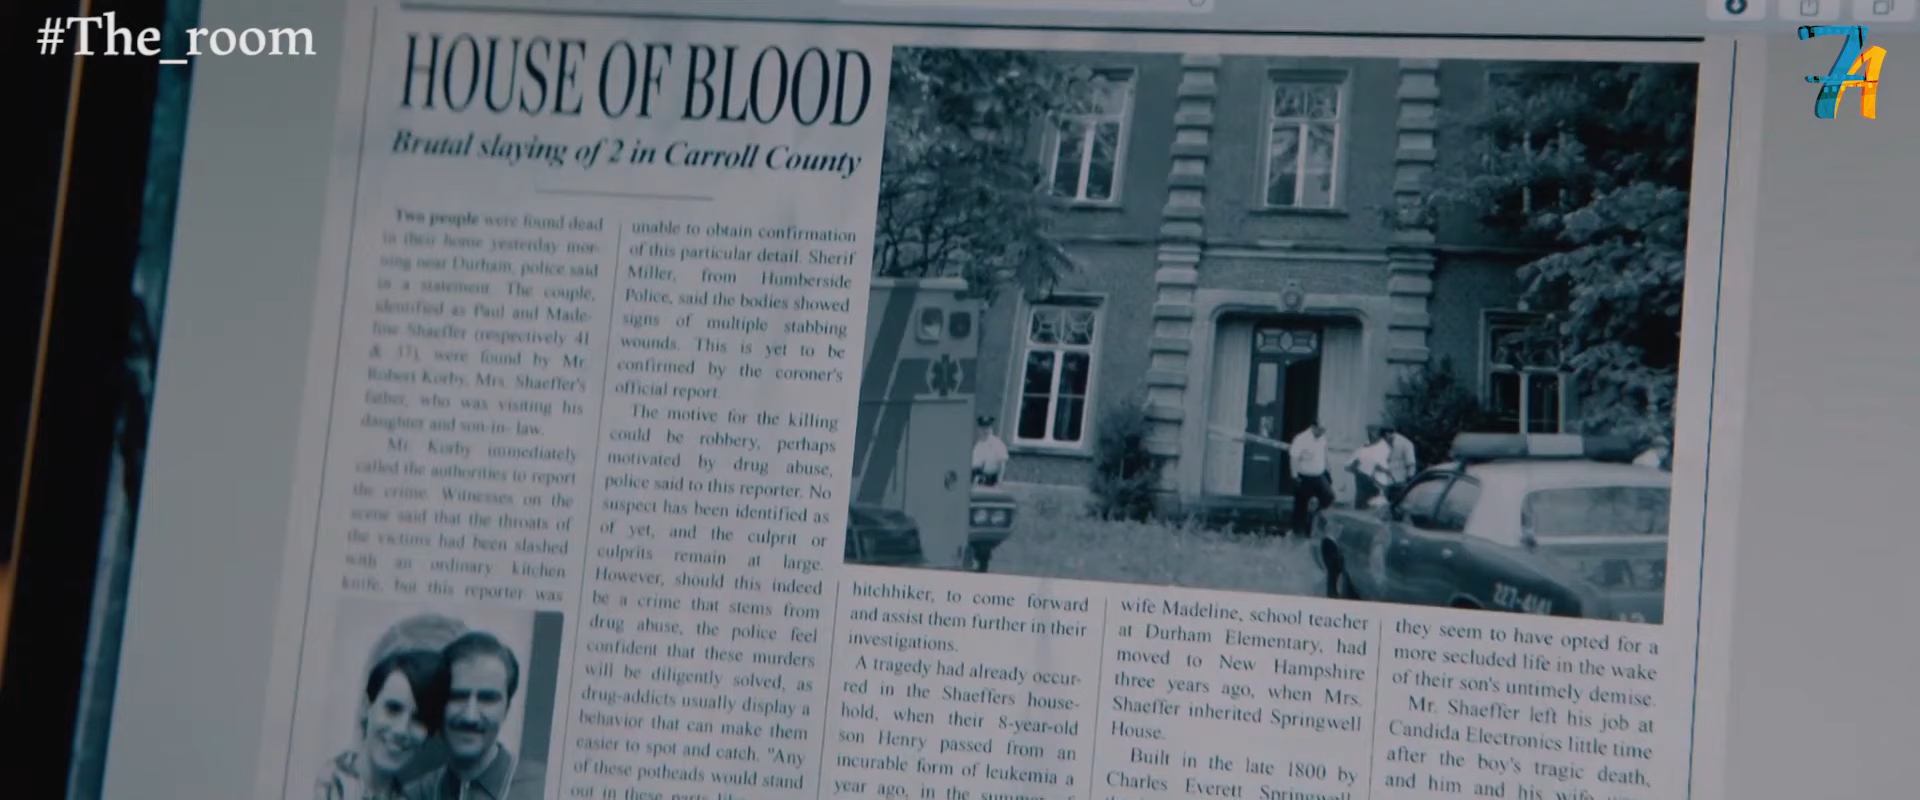 #The_room
7A
HOUSE OF BLOOD
Brutal slaying of 2 in Carroll County
Two people were found dead
in their home yesterday mor-
ning near Durham, police said
in a statement. The couple,
identified as Paul and Made-
line Shaeffer (respectively 41
& 37), were found by Mr.
Robert Korby, Mrs. Shaeffer's
father, who was visiting his
daughter and son-in- law.
Mr. Korby immediately
called the authorities to report
the crime. Witnesses on the
scene said that the throats of
the victims had been slashed
with an ordinary kitchen
knife, but this reporter was
unable to obtain confirmation
of this particular detail. Sherif
Miller, from Humberside
Police, said the bodies showed
signs of multiple stabbing
wounds. This is yet to be
confirmed by the coroner's
official report.
The motive for the killing
could be robbery, perhaps
motivated by drug abuse,
police said to this reporter. No
suspect has been identified as
of yet, and the culprit or
culprits remain at large.
However, should this indeed
be a crime that stems from
drug abuse, the police feel
confident that these murders
will be diligently solved, as
drug-addicts usually display a
behavior that can make them
easier to spot and catch. "Any
of these potheads would stand
out in these parts
hitchhiker, to come forward
and assist them further in their
investigations.
A tragedy had already occur-
red in the Shaeffers house-
hold, when their 8-year-old
son Henry passed from an
incurable form of leukemia a
year ago, in the
wife Madeline, school teacher
at Durham Elementary, had
moved to New Hampshire
three years ago, when Mrs.
Shaeffer inherited Springwell
House.
Built in the late 1800 by
Charles Everett Springwell
they seem to have opted for a
more secluded life in the wake
of their son's untimely demise.
Mr. Shaeffer left his job at
Candida Electronics little time
after the boy's tragic death,
and him and his wife
227-4141